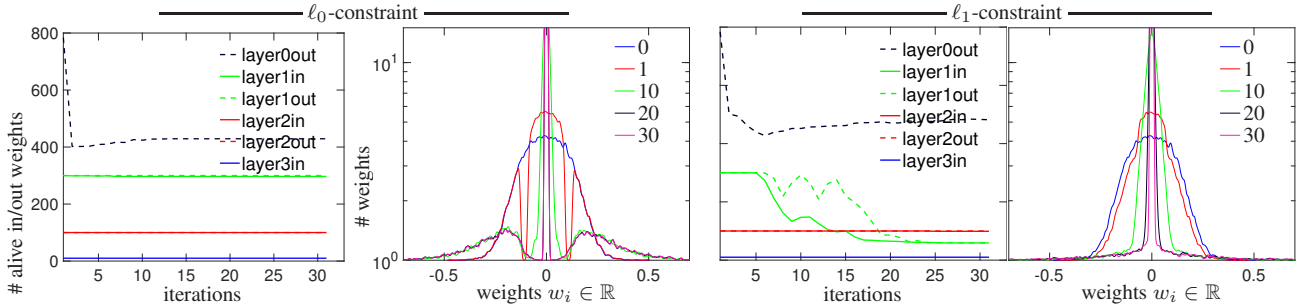 ℓ0-constraint
# alive in/out weights
800
600
400
200
0
layer0out
layer1in
layer1out
layer2in
layer2out
layer3in
5 10 15 20 25 30
iterations
# weights
10^1
10^0
0
1
10
20
30
-0.5 0 0.5
weights w_i ∈ ℝ
ℓ1-constraint
layer0out
layer1in
layer1out
layer2in
layer2out
layer3in
5 10 15 20 25 30
iterations
0
1
10
20
30
-0.5 0 0.5
weights w_i ∈ ℝ